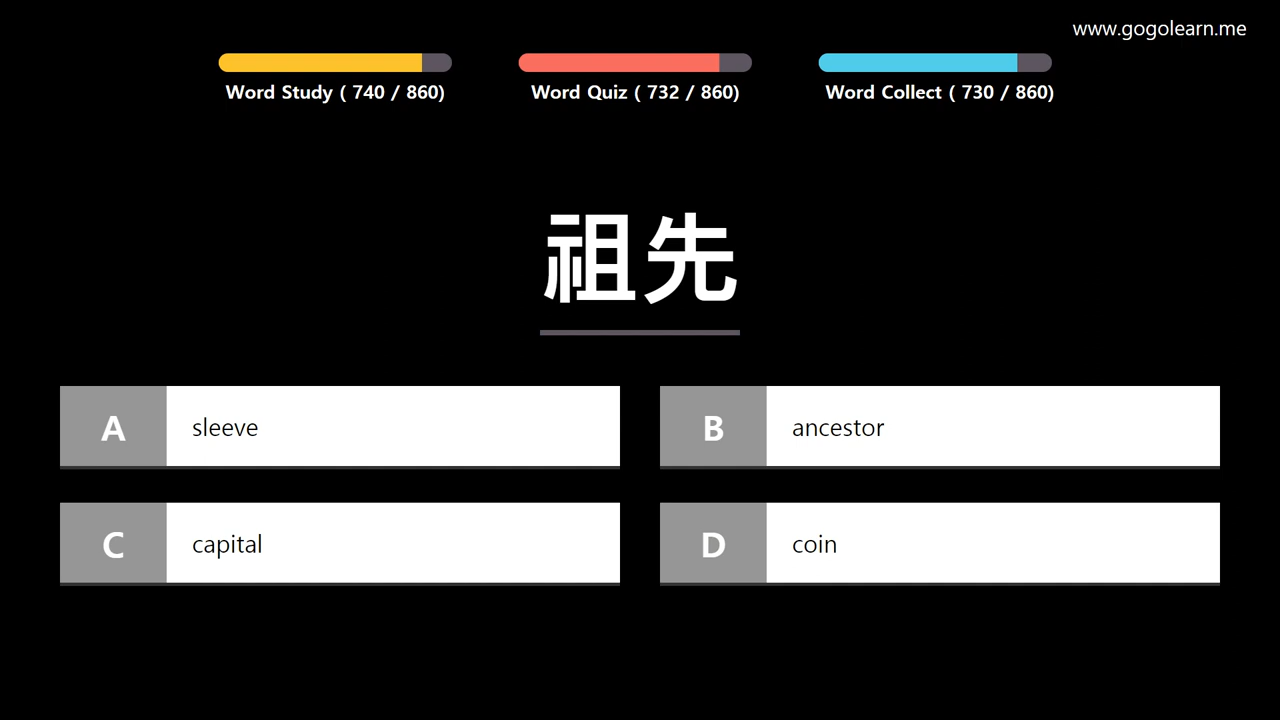 www.gogolearn.me
Word Study ( 740 / 860)
Word Quiz ( 732 / 860)
Word Collect ( 730 / 860)
祖先
A sleeve
B ancestor
C capital
D coin